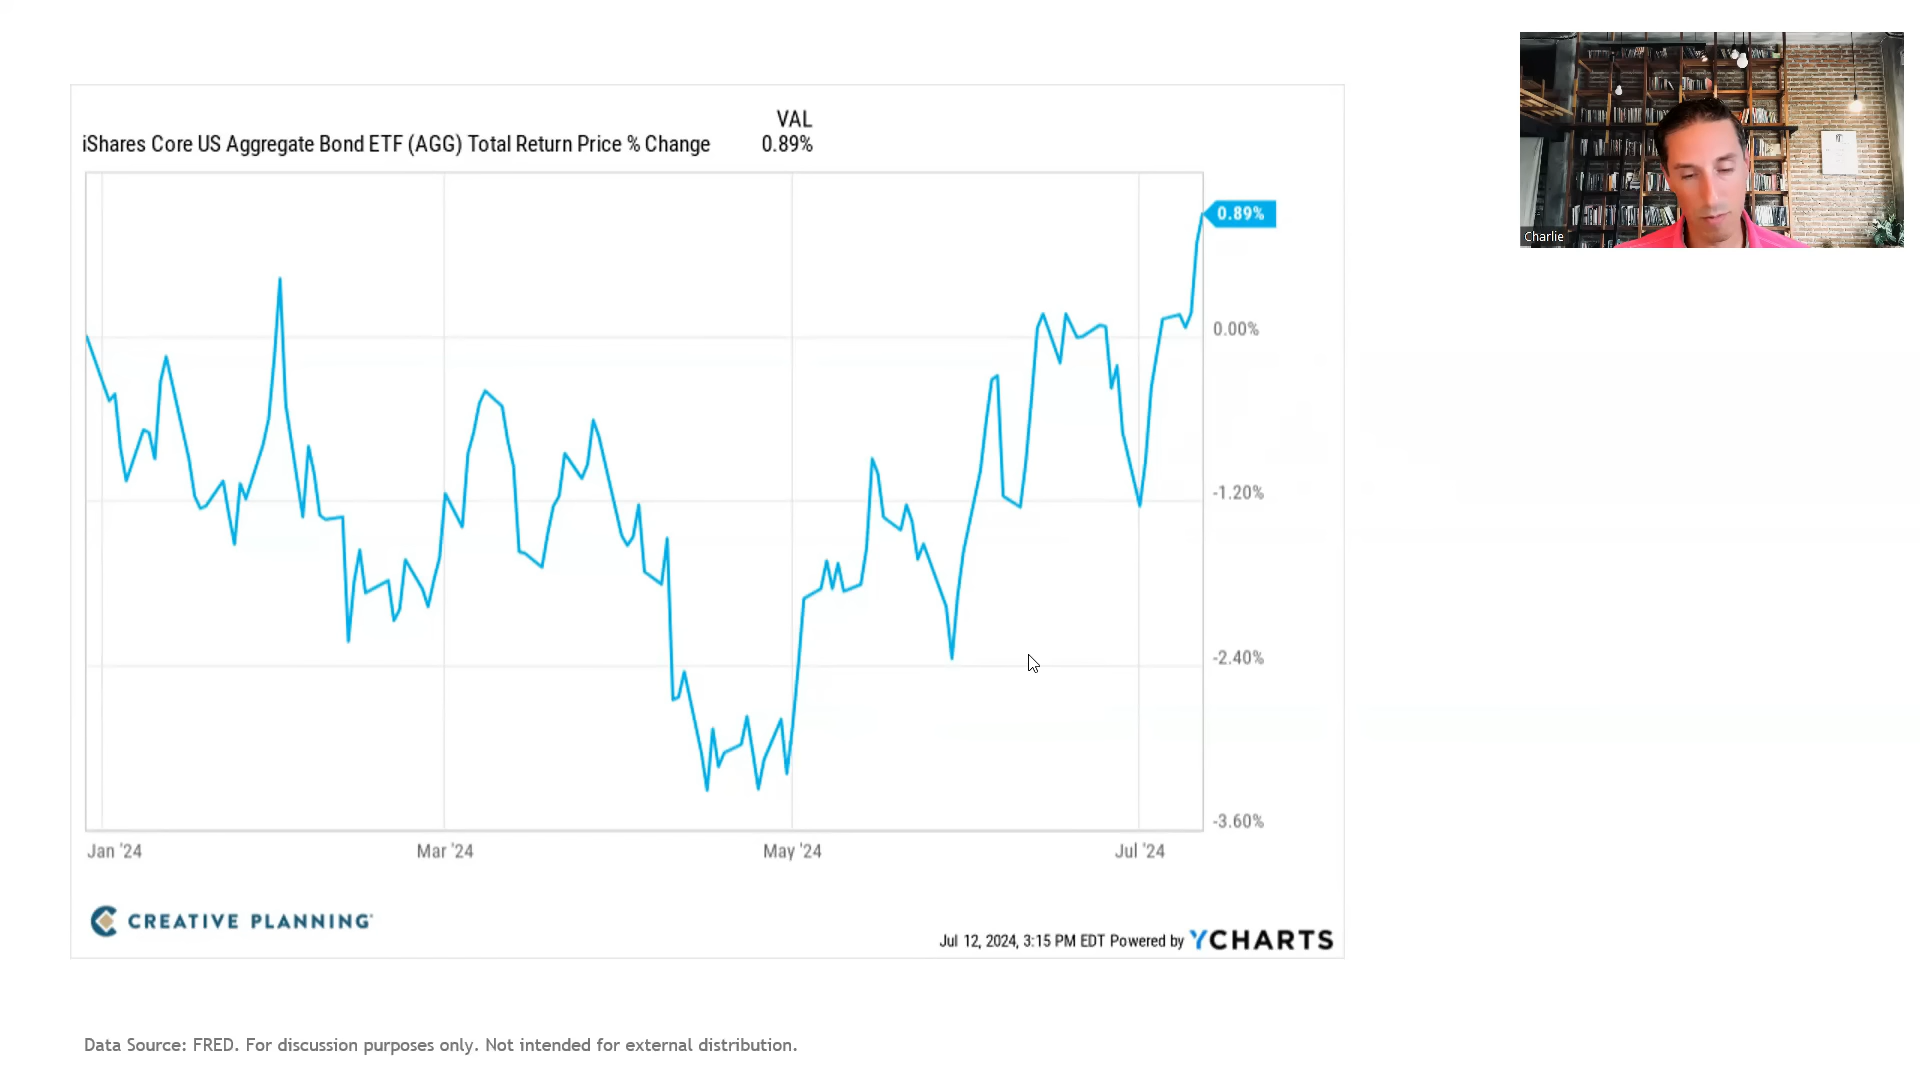 VAL
iShares Core US Aggregate Bond ETF (AGG) Total Return Price % Change 0.89%
0.89%
0.00%
-1.20%
-2.40%
-3.60%
Jan '24 Mar '24 May '24 Jul '24
CREATIVE PLANNING
Jul 12, 2024, 3:15 PM EDT Powered by YCHARTS
Data Source: FRED. For discussion purposes only. Not intended for external distribution.
Charlie